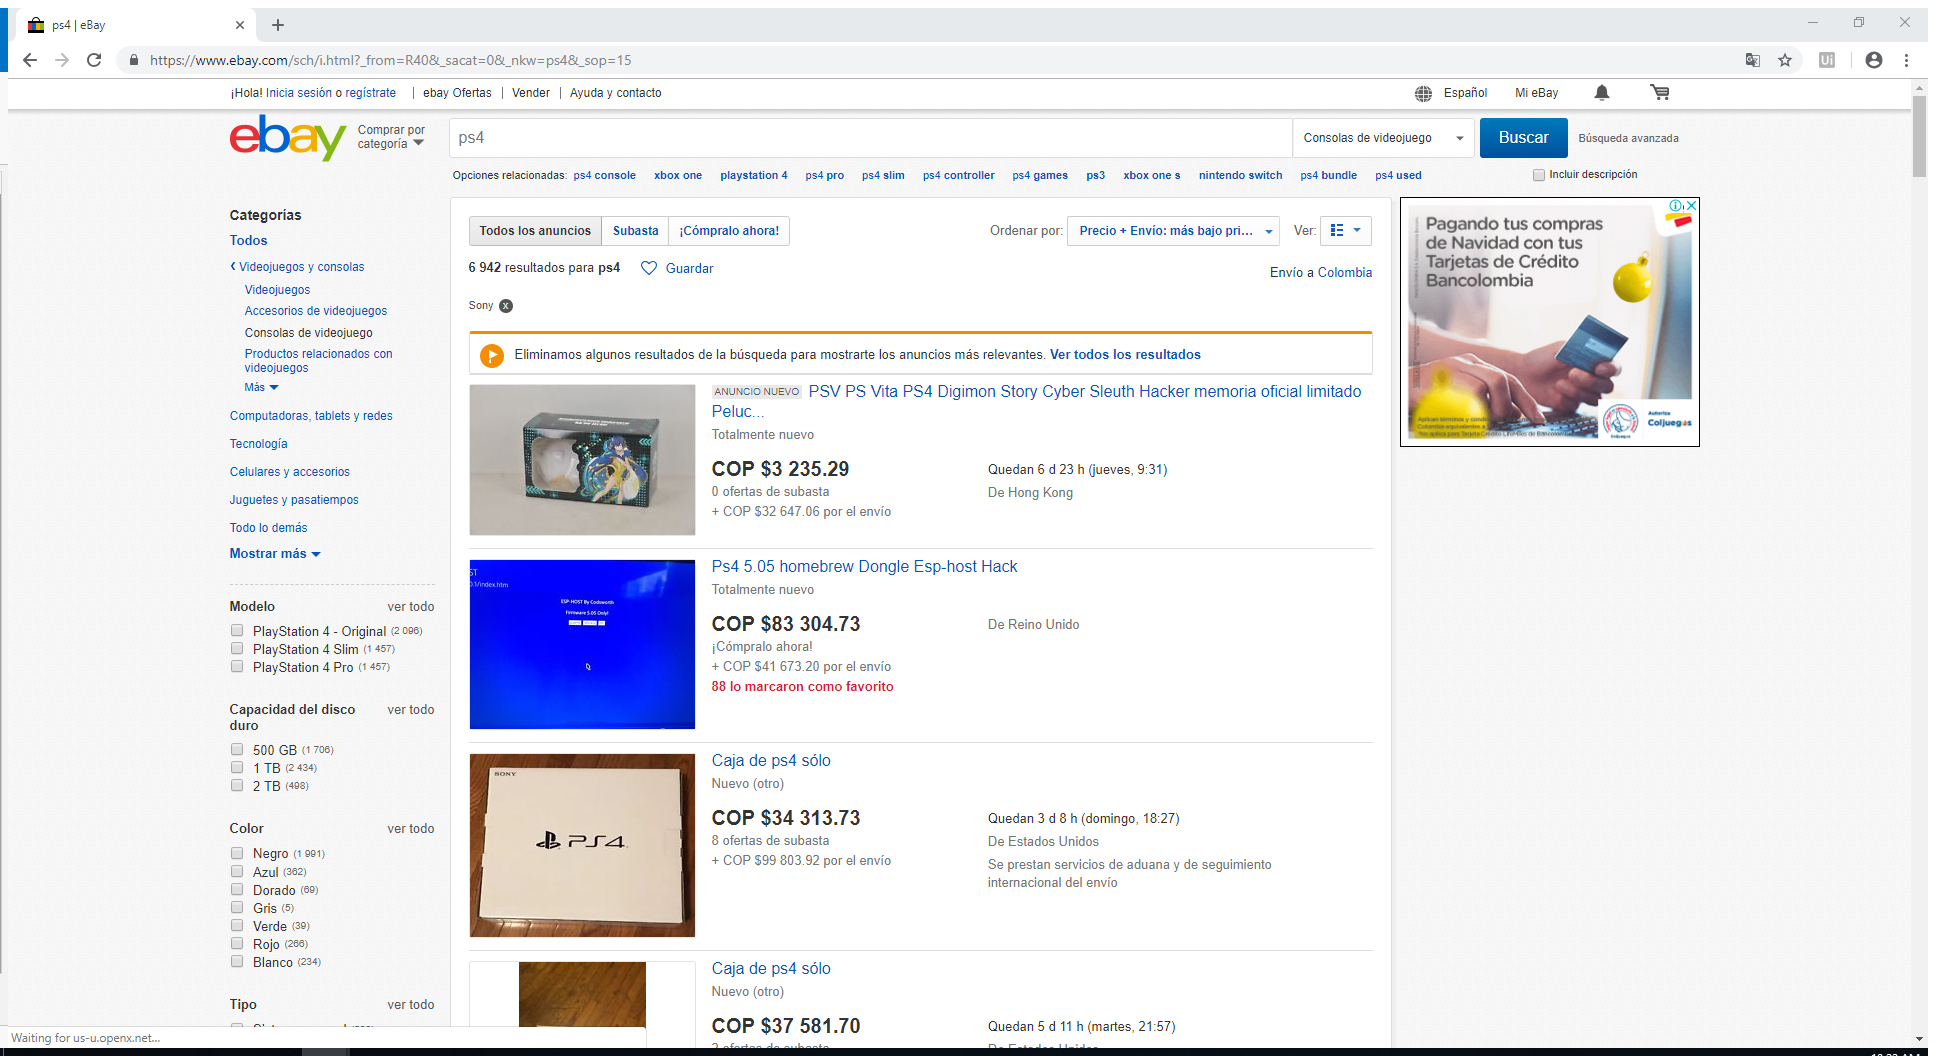 ps4 | eBay
https://www.ebay.com/sch/i.html?_from=R40&_sacat=0&_nkw=ps4&_sop=15
¡Hola! Inicia sesión o regístrate | ebay Ofertas | Vender | Ayuda y contacto
Español Mi eBay
ebay
Comprar por categoría
ps4
Consolas de videojuego
Buscar
Búsqueda avanzada
Opciones relacionadas: ps4 console xbox one playstation 4 ps4 pro ps4 slim ps4 controller ps4 games ps3 xbox one s nintendo switch ps4 bundle ps4 used
Incluir descripción
Categorías
Todos
Videojuegos y consolas
Videojuegos
Accesorios de videojuegos
Consolas de videojuego
Productos relacionados con
videojuegos
Más
Computadoras, tablets y redes
Tecnología
Celulares y accesorios
Juguetes y pasatiempos
Todo lo demás
Mostrar más
Modelo ver todo
PlayStation 4 - Original (2 096)
PlayStation 4 Slim (1 457)
PlayStation 4 Pro (1 457)
Capacidad del disco
duro
ver todo
500 GB (1 706)
1 TB (2 434)
2 TB (498)
Color ver todo
Negro (1 991)
Azul (362)
Dorado (69)
Gris (5)
Verde (39)
Rojo (266)
Blanco (234)
Tipo ver todo
Waiting for us-u.openx.net...
Todos los anuncios Subasta ¡Cómpralo ahora!
Ordenar por: Precio + Envío: más bajo pri... Ver:
6 942 resultados para ps4 Guardar
Envío a Colombia
Sony x
Eliminamos algunos resultados de la búsqueda para mostrarte los anuncios más relevantes. Ver todos los resultados
ANUNCIO NUEVO PSV PS Vita PS4 Digimon Story Cyber Sleuth Hacker memoria oficial limitado
Peluc...
Totalmente nuevo
COP $3 235.29
Quedan 6 d 23 h (jueves, 9:31)
0 ofertas de subasta
De Hong Kong
+ COP $32 647.06 por el envío
ESP-HOST By Codsworth
Firmware 5.05 Only!
Ps4 5.05 homebrew Dongle Esp-host Hack
Totalmente nuevo
COP $83 304.73
De Reino Unido
¡Cómpralo ahora!
+ COP $41 673.20 por el envío
88 lo marcaron como favorito
SONY
PS4
Caja de ps4 sólo
Nuevo (otro)
COP $34 313.73
Quedan 3 d 8 h (domingo, 18:27)
8 ofertas de subasta
De Estados Unidos
+ COP $99 803.92 por el envío
Se prestan servicios de aduana y de seguimiento
internacional del envío
Caja de ps4 sólo
Nuevo (otro)
COP $37 581.70
Quedan 5 d 11 h (martes, 21:57)
Pagando tus compras
de Navidad con tus
Tarjetas de Crédito
Bancolombia
Autoriza
Coljuegos